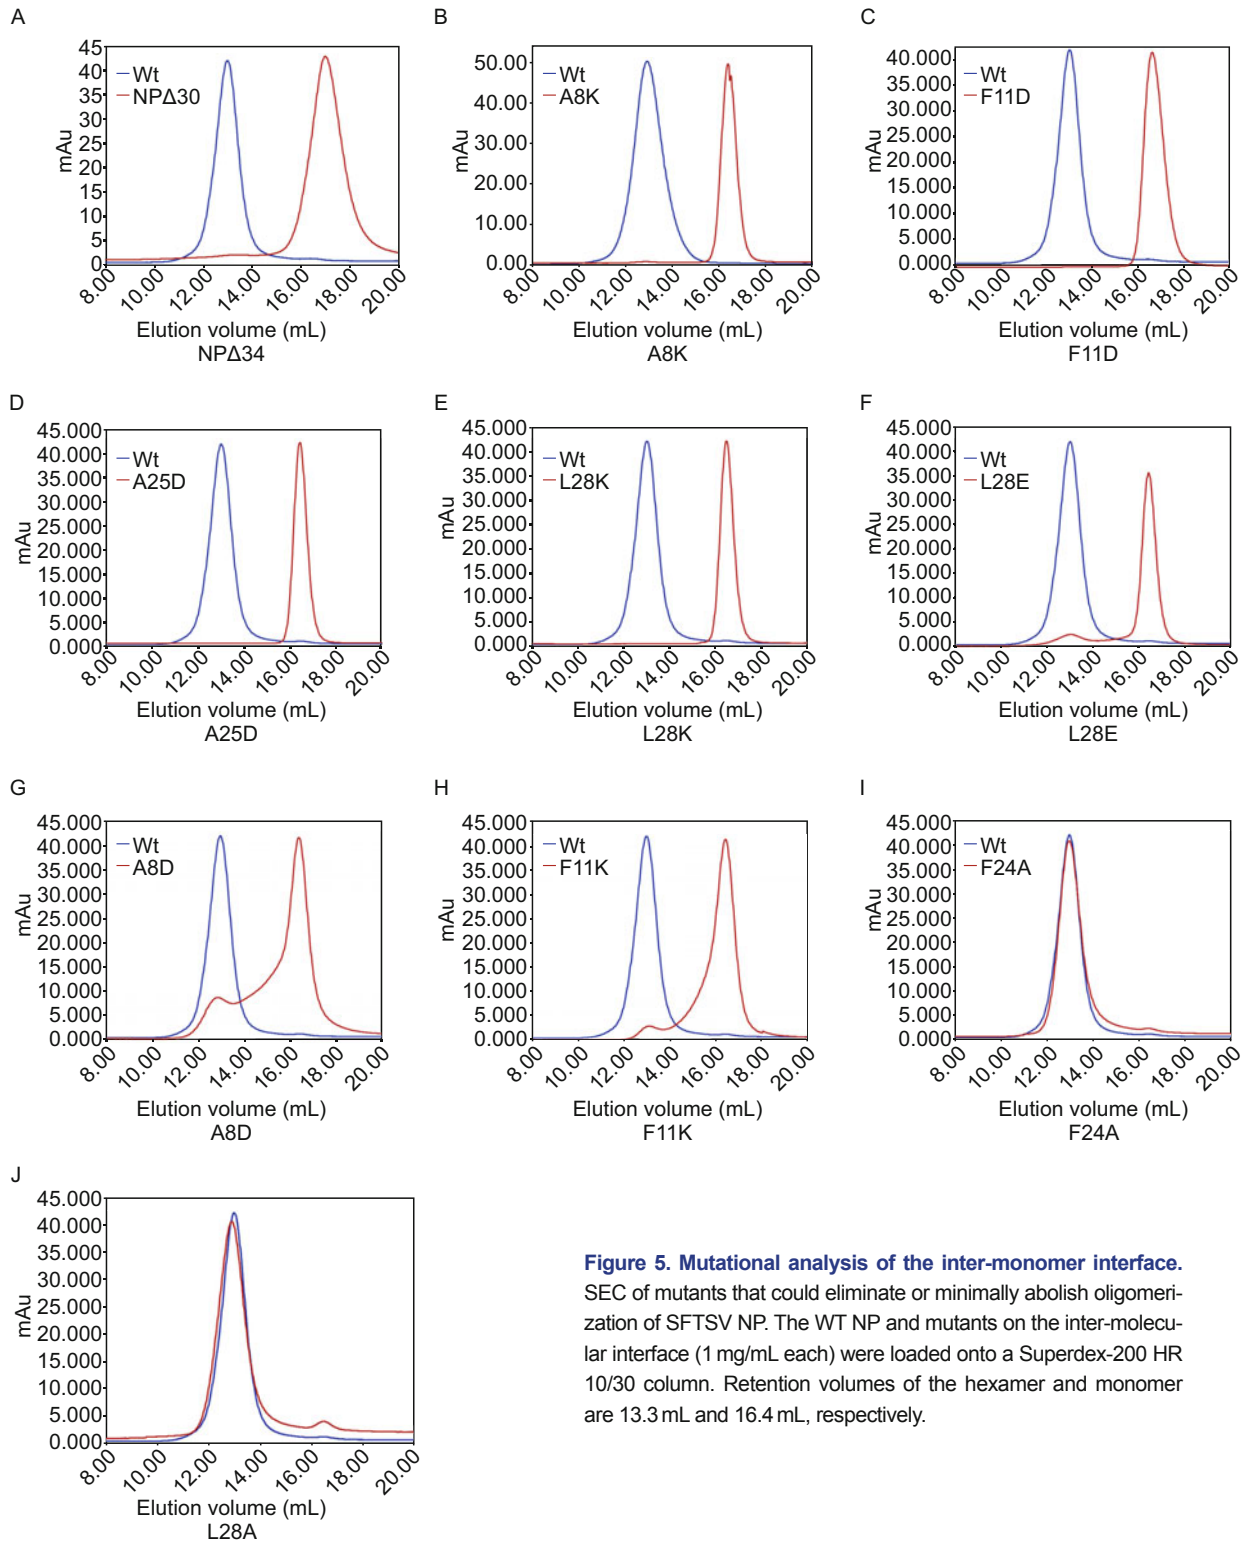 A
45
40
35
30
25
20
15
10
5
0
mAu
Wt
NPΔ30
8.00 10.00 12.00 14.00 16.00 18.00 20.00
Elution volume (mL)
NPΔ34
B
50.00
40.00
30.00
50.00
10.00
0.00
mAu
Wt
A8K
8.00 10.00 12.00 14.00 16.00 18.00 20.00
Elution volume (mL)
A8K
C
40.000
35.000
30.000
25.000
20.000
15.000
10.000
5.000
0.000
mAu
Wt
F11D
8.00 10.00 12.00 14.00 16.00 18.00 20.00
Elution volume (mL)
F11D
D
45.000
40.000
35.000
30.000
25.000
20.000
15.000
10.000
5.000
0.000
mAu
Wt
A25D
8.00 10.00 12.00 14.00 16.00 18.00 20.00
Elution volume (mL)
A25D
E
45.000
40.000
35.000
30.000
25.000
20.000
15.000
10.000
5.000
0.000
mAu
Wt
L28K
8.00 10.00 12.00 14.00 16.00 18.00 20.00
Elution volume (mL)
L28K
F
45.000
40.000
35.000
30.000
25.000
20.000
15.000
10.000
5.000
0.000
mAu
Wt
L28E
8.00 10.00 12.00 14.00 16.00 18.00 20.00
Elution volume (mL)
L28E
G
45.000
40.000
35.000
30.000
25.000
20.000
15.000
10.000
5.000
0.000
mAu
Wt
A8D
8.00 10.00 12.00 14.00 16.00 18.00 20.00
Elution volume (mL)
A8D
H
45.000
40.000
35.000
30.000
25.000
20.000
15.000
10.000
5.000
0.000
mAu
Wt
F11K
8.00 10.00 12.00 14.00 16.00 18.00 20.00
Elution volume (mL)
F11K
I
45.000
40.000
35.000
30.000
25.000
20.000
15.000
10.000
5.000
0.000
mAu
Wt
F24A
8.00 10.00 12.00 14.00 16.00 18.00 20.00
Elution volume (mL)
F24A
J
45.000
40.000
35.000
30.000
25.000
20.000
15.000
10.000
5.000
0.000
mAu
Wt
L28A
8.00 10.00 12.00 14.00 16.00 18.00 20.00
Elution volume (mL)
L28A
Figure 5. Mutational analysis of the inter-monomer interface.
SEC of mutants that could eliminate or minimally abolish oligomeri-
zation of SFTSV NP. The WT NP and mutants on the inter-molecu-
lar interface (1 mg/mL each) were loaded onto a Superdex-200 HR
10/30 column. Retention volumes of the hexamer and monomer
are 13.3 mL and 16.4 mL, respectively.